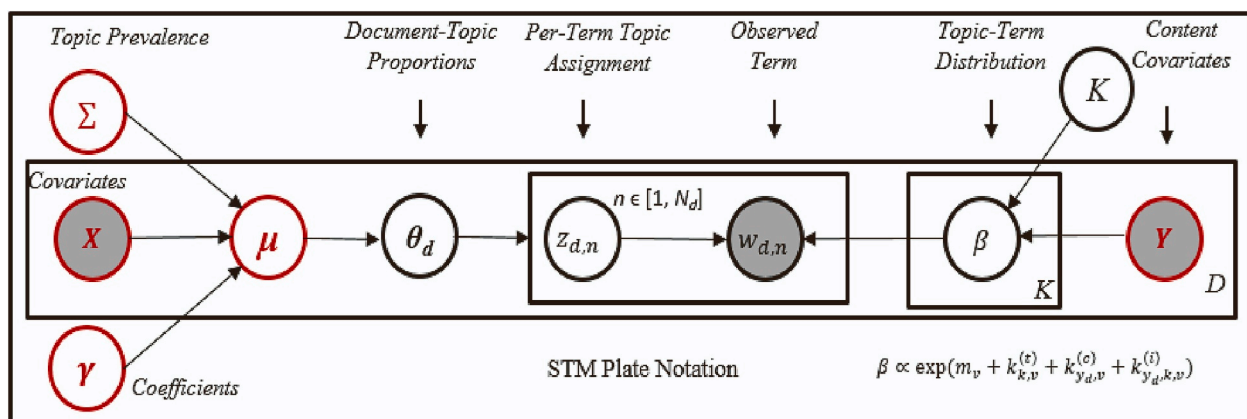 Topic Prevalence
Document-Topic
Proportions
Per-Term Topic
Assignment
Observed
Term
Topic-Term
Distribution
Content
Covariates
Σ
K
Covariates
n ∈ [1, N_d]
X
μ
θ_d
z_{d,n}
w_{d,n}
β
Y
K
D
γ
Coefficients
STM Plate Notation
β ∝ exp(m_v + k_{k,v}^{(t)} + k_{y_d,v}^{(c)} + k_{y_d,k,v}^{(i)})